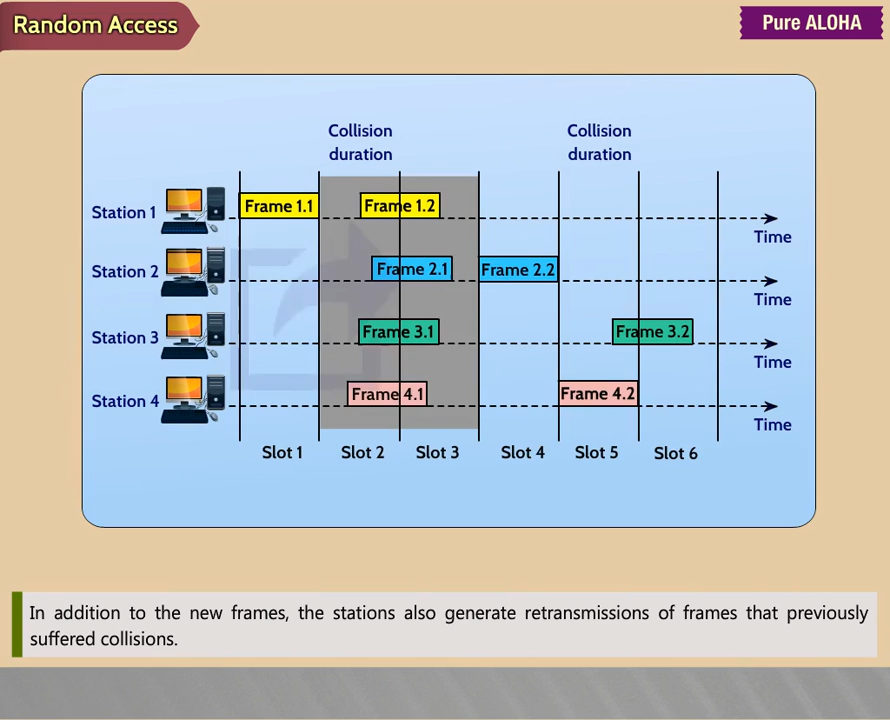 Random Access
Pure ALOHA
Collision
duration
Collision
duration
Station 1
Frame 1.1
Frame 1.2
Time
Station 2
Frame 2.1
Frame 2.2
Time
Station 3
Frame 3.1
Frame 3.2
Time
Station 4
Frame 4.1
Frame 4.2
Time
Slot 1
Slot 2
Slot 3
Slot 4
Slot 5
Slot 6
In addition to the new frames, the stations also generate retransmissions of frames that previously
suffered collisions.